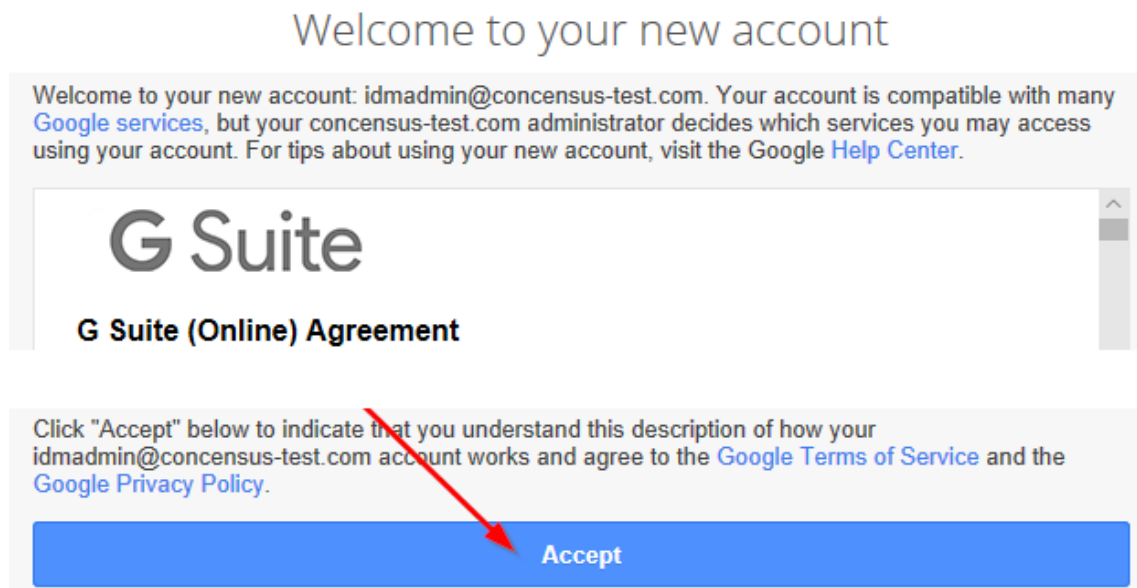 Welcome to your new account
Welcome to your new account: idmadmin@concensus-test.com. Your account is compatible with many
Google services, but your concensus-test.com administrator decides which services you may access
using your account. For tips about using your new account, visit the Google Help Center.
G Suite
G Suite (Online) Agreement
Click "Accept" below to indicate that you understand this description of how your
idmadmin@concensus-test.com account works and agree to the Google Terms of Service and the
Google Privacy Policy.
Accept